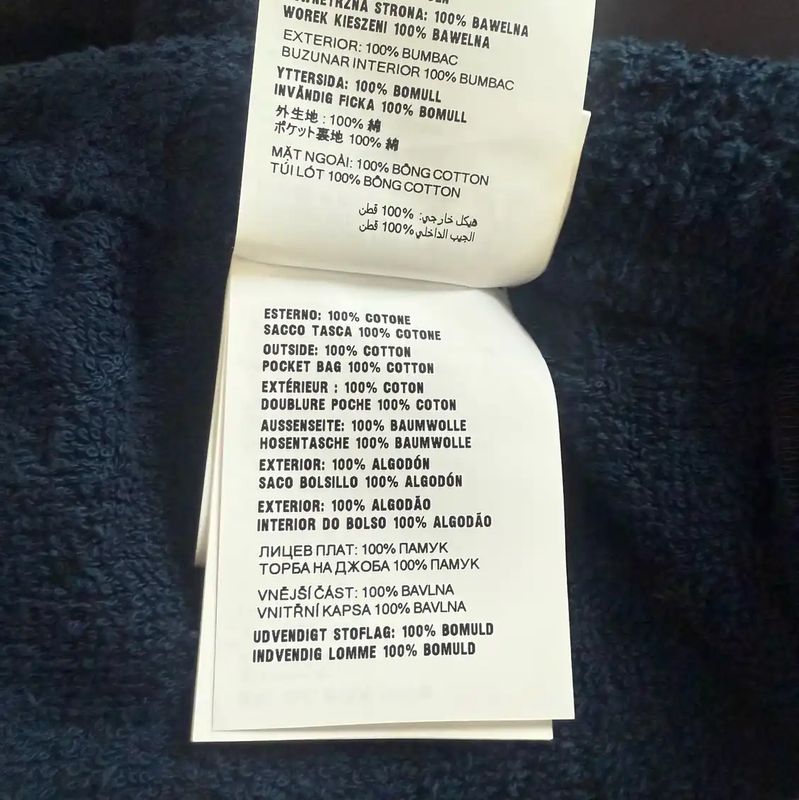 STRONA: 100% BAWELNA
WOREK KIESZENI 100% BAWELNA
EXTERIOR: 100% BUMBAC
BUZUNAR INTERIOR 100% BUMBAC
YTTERSIDA: 100% BOMULL
INVÄNDIG FICKA 100% BOMULL
外生地 : 100% 綿
ポケット裏地 100% 綿
MẶT NGOÀI: 100% BÔNG COTTON
TÚI LÓT 100% BÔNG COTTON
هيكل خارجي: 100% قطن
الجيب الداخلي 100% قطن
ESTERNO: 100% COTONE
SACCO TASCA 100% COTONE
OUTSIDE: 100% COTTON
POCKET BAG 100% COTTON
EXTÉRIEUR : 100% COTON
DOUBLURE POCHE 100% COTON
AUSSENSEITE: 100% BAUMWOLLE
HOSENTASCHE 100% BAUMWOLLE
EXTERIOR: 100% ALGODÓN
SACO BOLSILLO 100% ALGODÓN
EXTERIOR: 100% ALGODÃO
INTERIOR DO BOLSO 100% ALGODÃO
ЛИЦЕВ ПЛАТ: 100% ПАМУК
ТОРБА НА ДЖОБА 100% ПАМУК
VNĚJŠÍ ČÁST: 100% BAVLNA
VNITŘNÍ KAPSA 100% BAVLNA
UDVENDIGT STOFLAG: 100% BOMULD
INDVENDIG LOMME 100% BOMULD